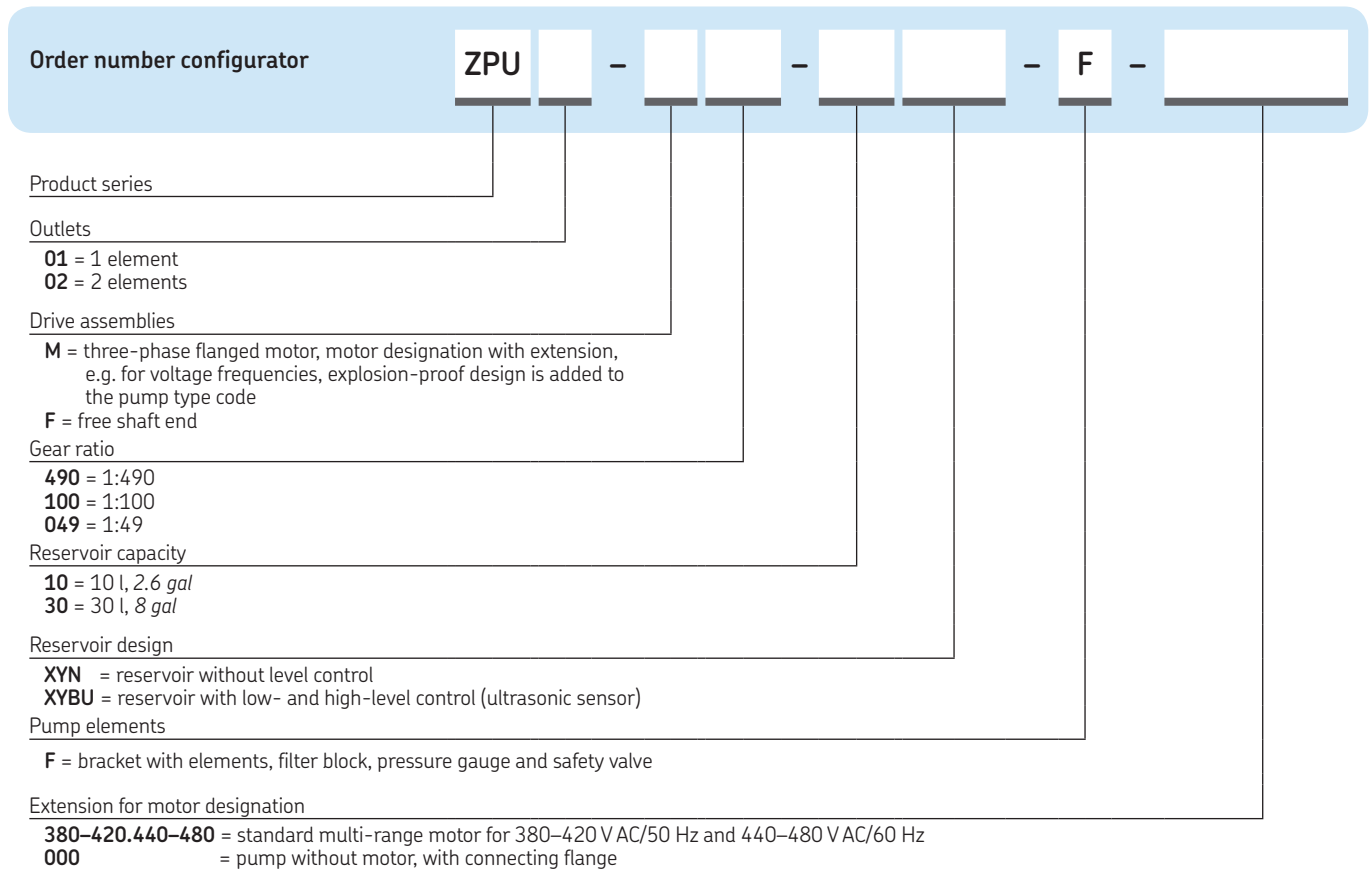 Order number configurator ZPU – – – F –
Product series
Outlets
01 = 1 element
02 = 2 elements
Drive assemblies
M = three-phase flanged motor, motor designation with extension,
e.g. for voltage frequencies, explosion-proof design is added to
the pump type code
F = free shaft end
Gear ratio
490 = 1:490
100 = 1:100
049 = 1:49
Reservoir capacity
10 = 10 l, 2.6 gal
30 = 30 l, 8 gal
Reservoir design
XYN = reservoir without level control
XYBU = reservoir with low- and high-level control (ultrasonic sensor)
Pump elements
F = bracket with elements, filter block, pressure gauge and safety valve
Extension for motor designation
380–420.440–480 = standard multi-range motor for 380–420 V AC/50 Hz and 440–480 V AC/60 Hz
000 = pump without motor, with connecting flange